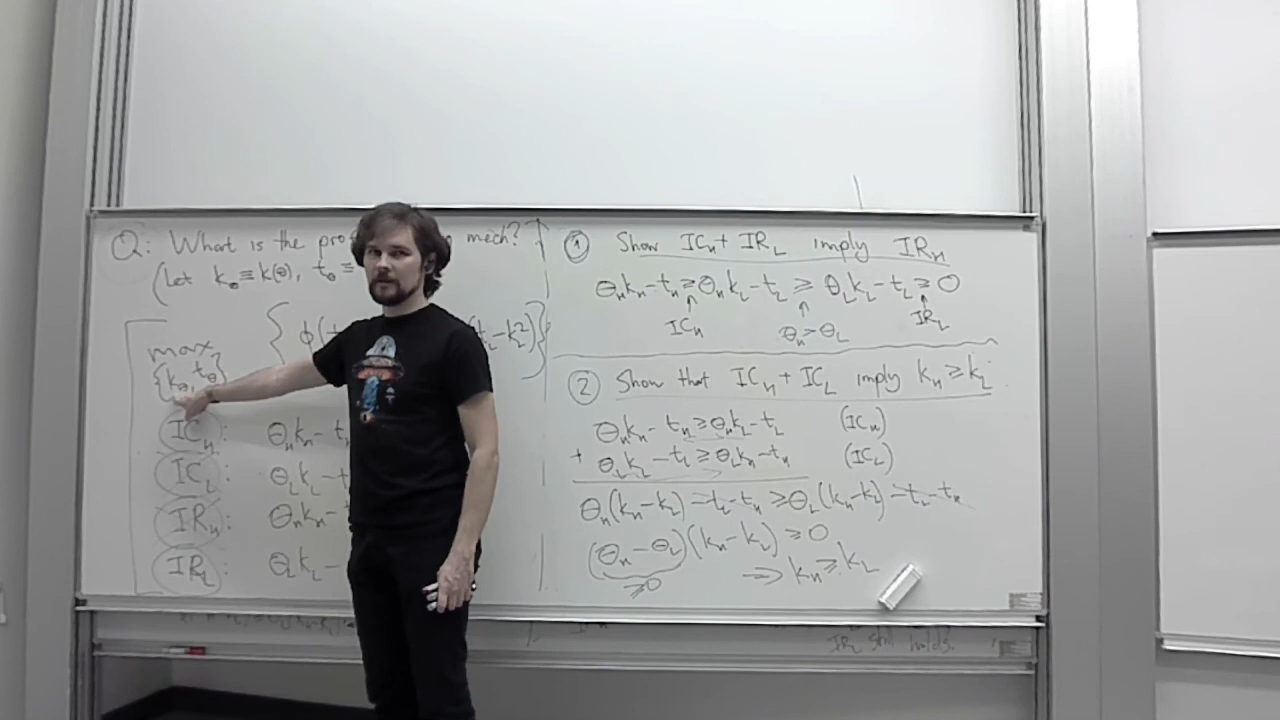 Q: What is the pro mech?
(Let k_θ ≡ k(θ), t_θ ≡
max { ϕ(t -k_L^2)}
{k_θ, t_θ}
IC_H: θ_H k_H - t_H
IC_L: θ_L k_L - t
IR_H: θ_H k_H -
IR_L: θ_L k_L -
① Show IC_H + IR_L imply IR_H
θ_H k_H - t_H ≥ θ_H k_L - t_L ≥ θ_L k_L - t_L ≥ 0
IC_H θ_H > θ_L IR_L
② Show that IC_H + IC_L imply k_H ≥ k_L
θ_H k_H - t_H ≥ θ_H k_L - t_L (IC_H)
+ θ_L k_L - t_L ≥ θ_L k_H - t_H (IC_L)
θ_H(k_H - k_L) - t_L - t_H ≥ θ_L(k_H - k_L) - t_L - t_H
(θ_H - θ_L)(k_H - k_L) ≥ 0
≥0 ⇒ k_H ≥ k_L
IR_L still holds.